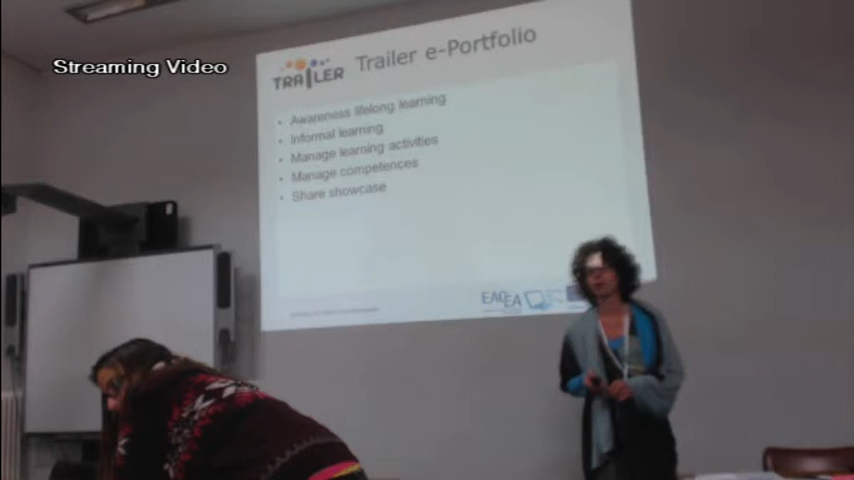 Streaming Video
TRAILER
Trailer e-Portfolio
• Awareness lifelong learning
• Informal learning
• Manage learning activities
• Manage competences
• Share showcase
EACEA